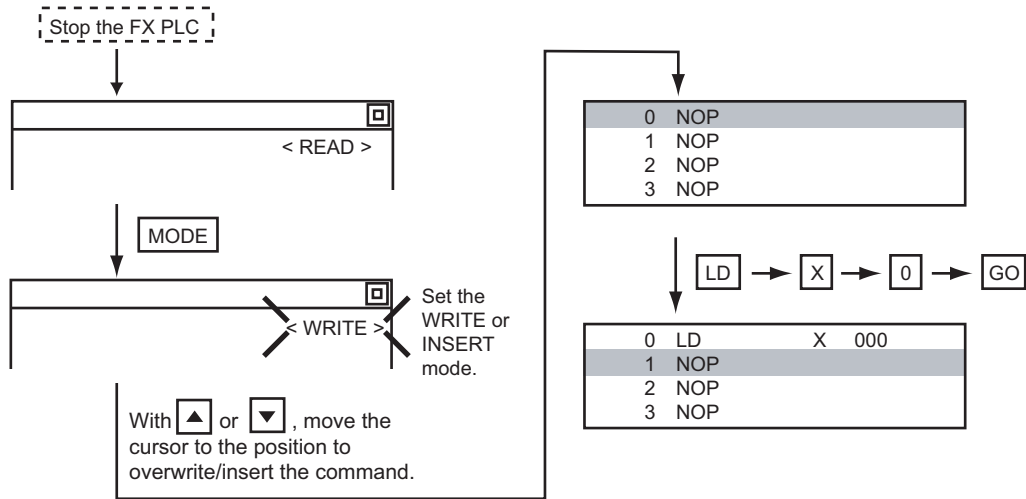 Stop the FX PLC
< READ >
MODE
< WRITE >
Set the
WRITE or
INSERT
mode.
With ▲ or ▼ , move the
cursor to the position to
overwrite/insert the command.
0 NOP
1 NOP
2 NOP
3 NOP
LD X 0 GO
0 LD X 000
1 NOP
2 NOP
3 NOP